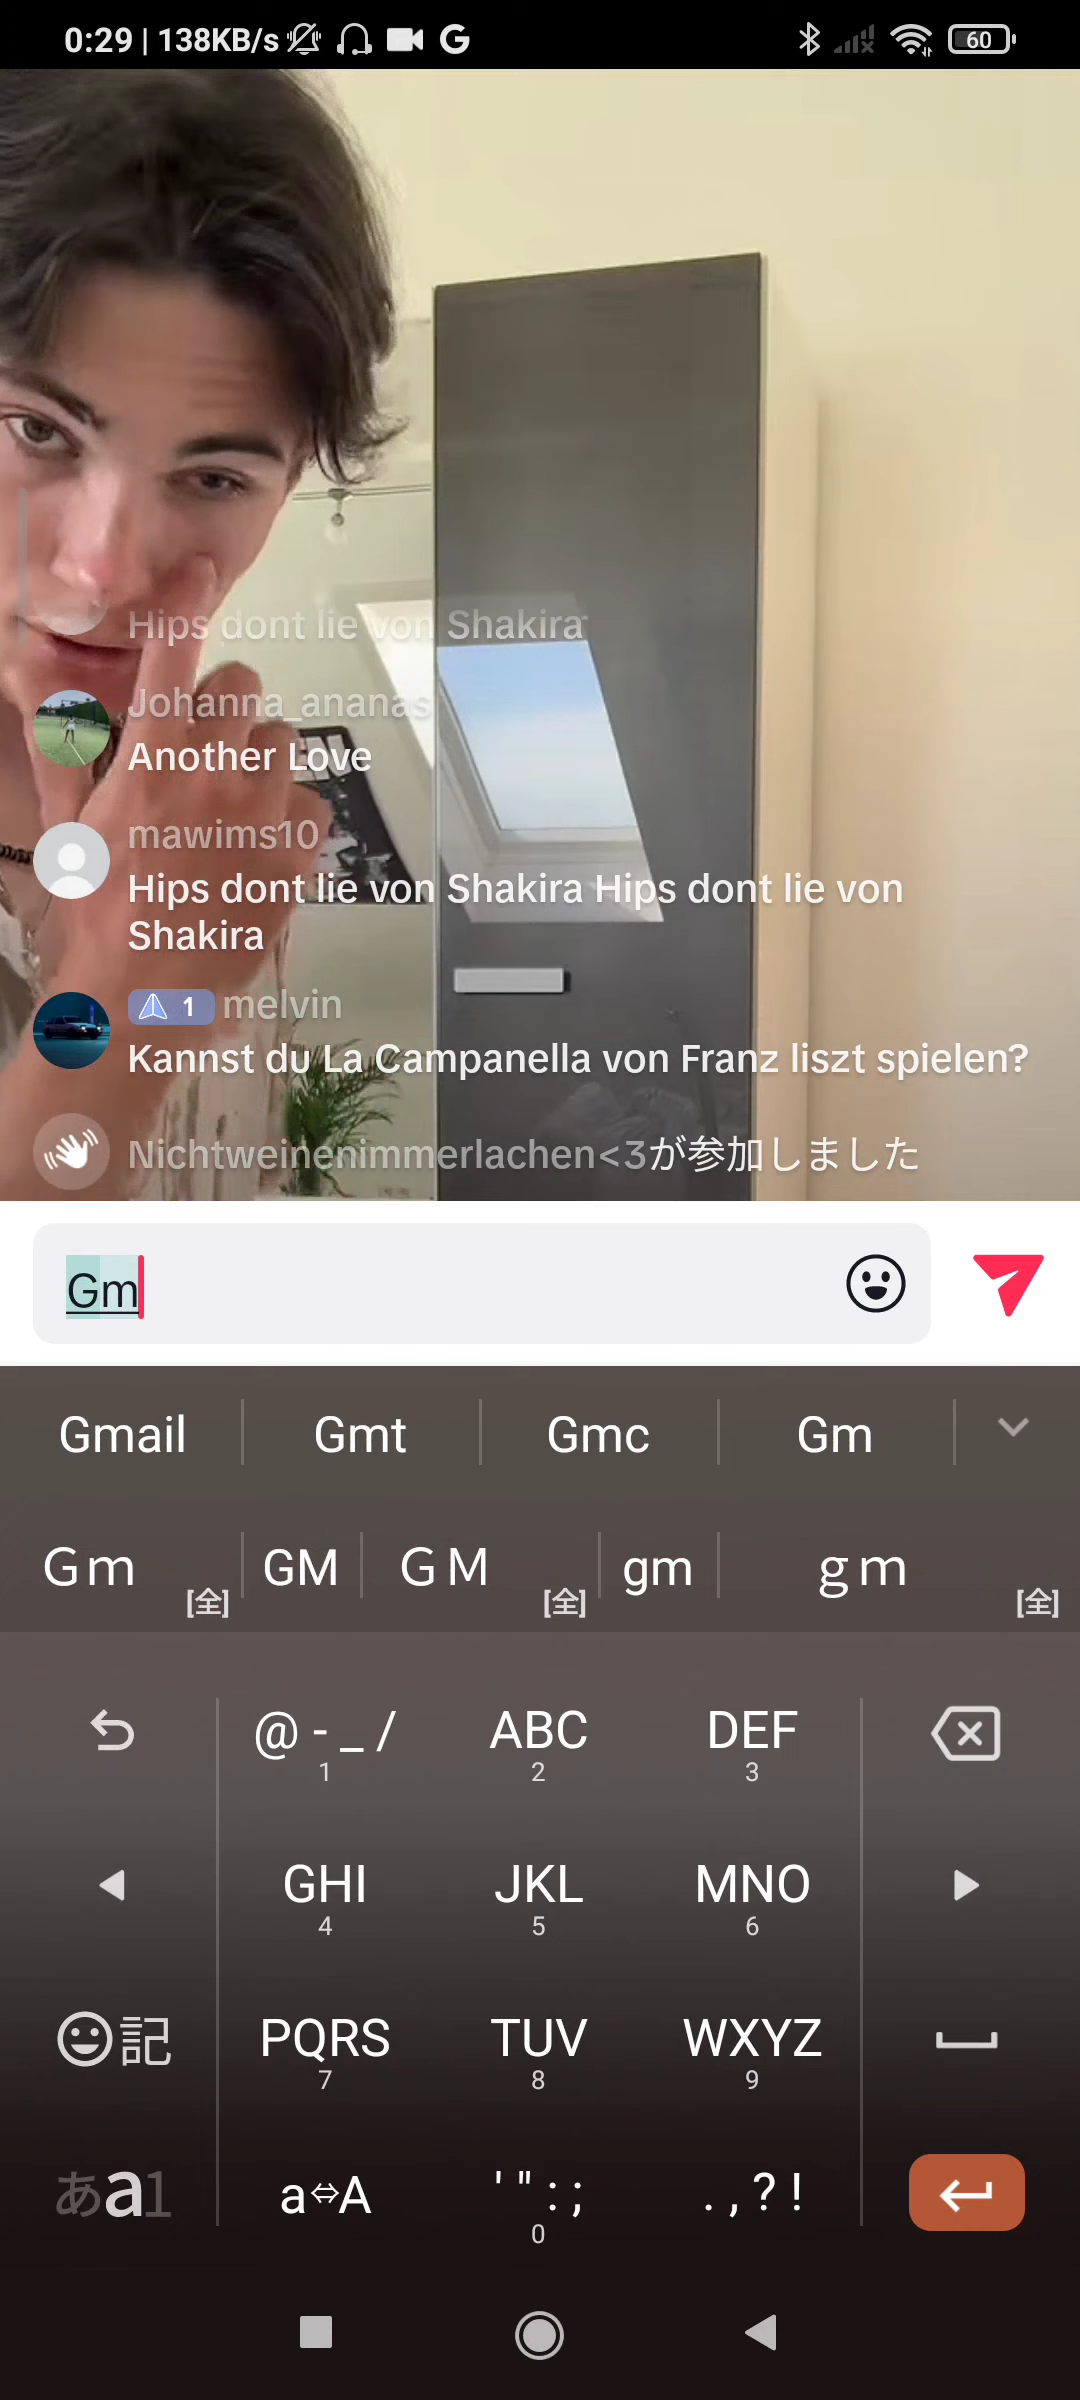 0:29 | 138KB/s
60
Hips dont lie von Shakira
Johanna_ananas
Another Love
mawims10
Hips dont lie von Shakira Hips dont lie von
Shakira
1 melvin
Kannst du La Campanella von Franz liszt spielen?
Nichtweinenimmerlachen<3が参加しました
Gm
Gmail Gmt Gmc Gm
Ｇｍ [全] GM ＧＭ [全] gm ｇｍ [全]
@-_/ ABC DEF
1 2 3
GHI JKL MNO
4 5 6
記 PQRS TUV WXYZ
7 8 9
あa1 a⇔A '":; .,?!
0